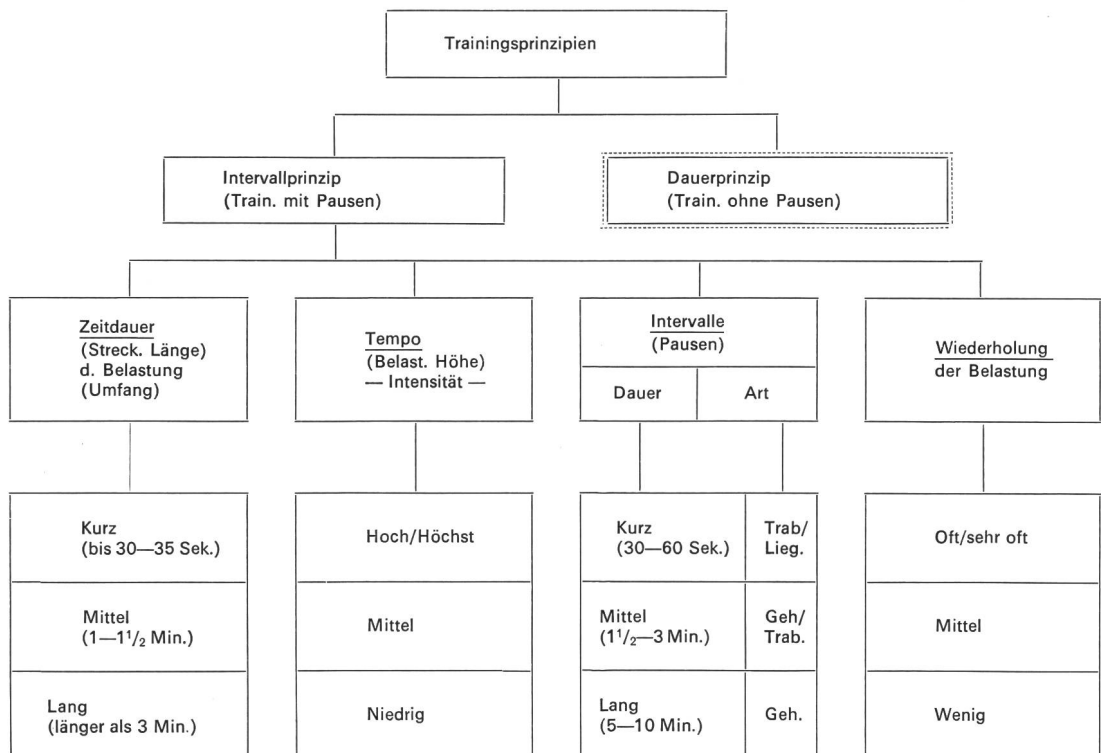 Trainingsprinzipien
Intervallprinzip
(Train. mit Pausen)
Dauerprinzip
(Train. ohne Pausen)
Zeitdauer
(Streck. Länge)
d. Belastung
(Umfang)
Tempo
(Belast. Höhe)
— Intensität —
Intervalle
(Pausen)
Dauer
Art
Wiederholung
der Belastung
Kurz
(bis 30—35 Sek.)
Hoch/Höchst
Kurz
(30—60 Sek.)
Trab/
Lieg.
Oft/sehr oft
Mittel
(1—1¹/₂ Min.)
Mittel
Mittel
(1¹/₂—3 Min.)
Geh/
Trab.
Mittel
Lang
(länger als 3 Min.)
Niedrig
Lang
(5—10 Min.)
Geh.
Wenig